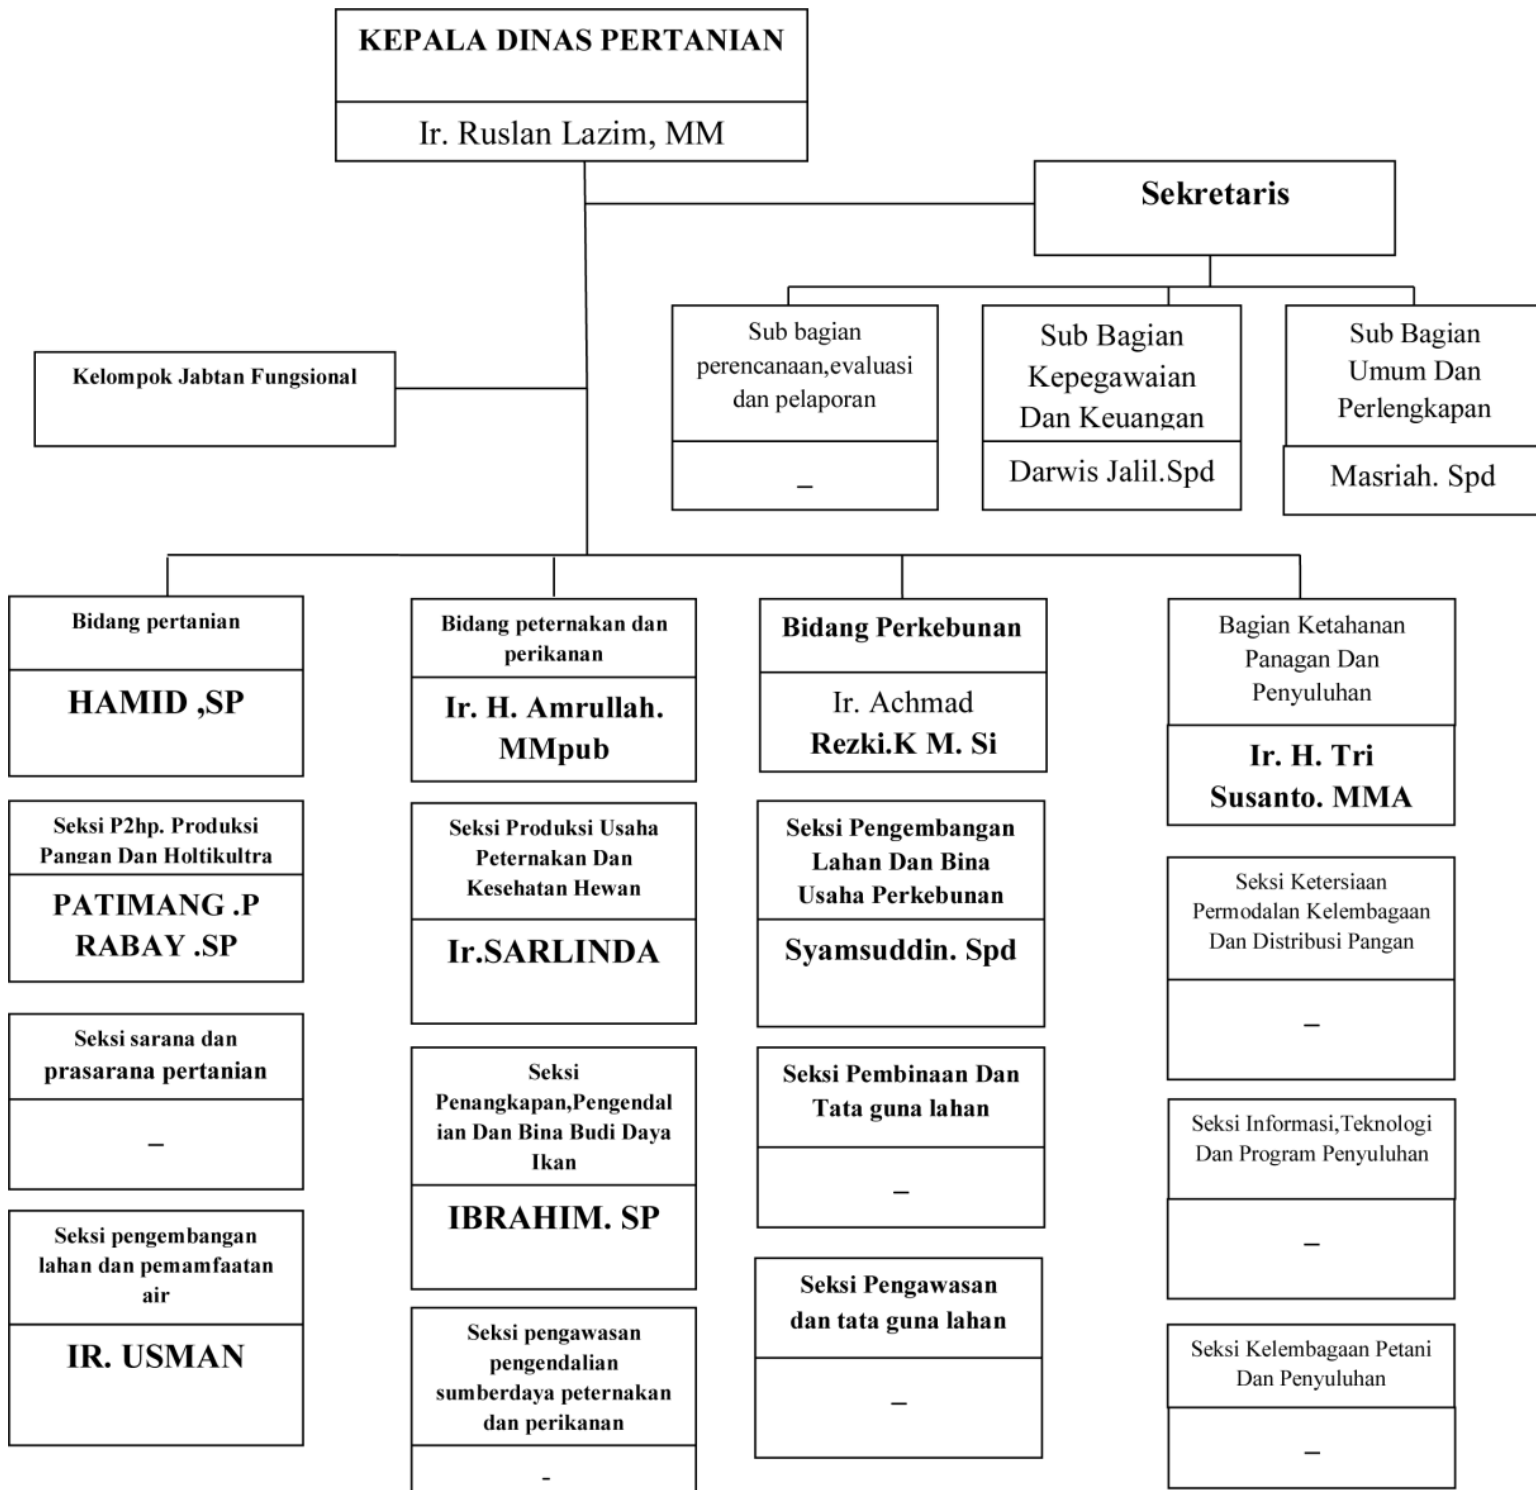 KEPALA DINAS PERTANIAN
Ir. Ruslan Lazim, MM
Sekretaris
Kelompok Jabtan Fungsional
Sub bagian
perencanaan,evaluasi
dan pelaporan
–
Sub Bagian
Kepegawaian
Dan Keuangan
Darwis Jalil.Spd
Sub Bagian
Umum Dan
Perlengkapan
Masriah. Spd
Bidang pertanian
HAMID ,SP
Seksi P2hp. Produksi
Pangan Dan Holtikultra
PATIMANG .P
RABAY .SP
Seksi sarana dan
prasarana pertanian
–
Seksi pengembangan
lahan dan pemamfaatan
air
IR. USMAN
Bidang peternakan dan
perikanan
Ir. H. Amrullah.
MMpub
Seksi Produksi Usaha
Peternakan Dan
Kesehatan Hewan
Ir.SARLINDA
Seksi
Penangkapan,Pengendal
ian Dan Bina Budi Daya
Ikan
IBRAHIM. SP
Seksi pengawasan
pengendalian
sumberdaya peternakan
dan perikanan
-
Bidang Perkebunan
Ir. Achmad
Rezki.K M. Si
Seksi Pengembangan
Lahan Dan Bina
Usaha Perkebunan
Syamsuddin. Spd
Seksi Pembinaan Dan
Tata guna lahan
–
Seksi Pengawasan
dan tata guna lahan
–
Bagian Ketahanan
Panagan Dan
Penyuluhan
Ir. H. Tri
Susanto. MMA
Seksi Ketersiaan
Permodalan Kelembagaan
Dan Distribusi Pangan
–
Seksi Informasi,Teknologi
Dan Program Penyuluhan
–
Seksi Kelembagaan Petani
Dan Penyuluhan
–